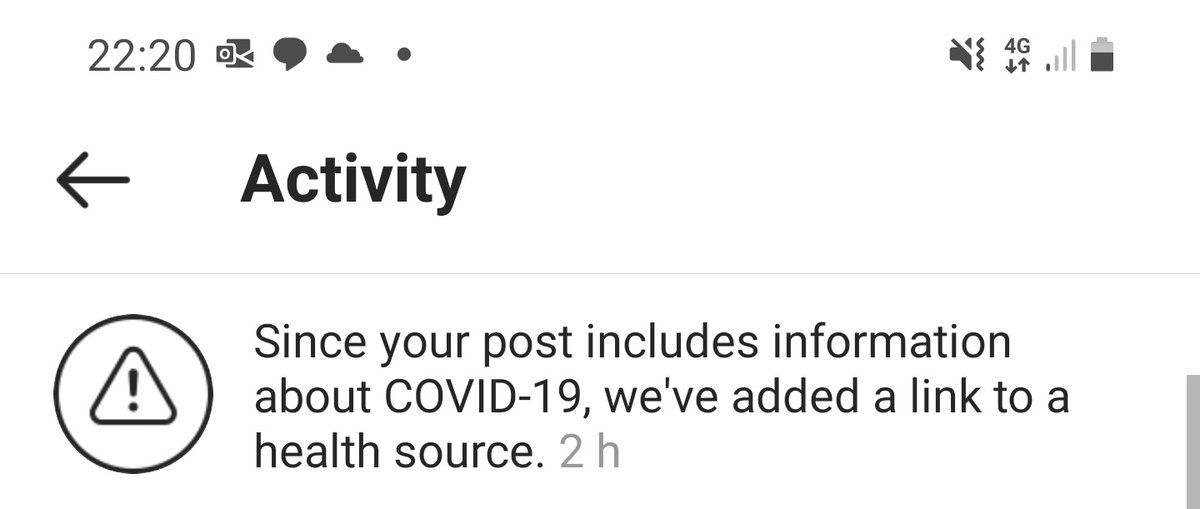 22:20
4G
Activity
Since your post includes information
about COVID-19, we've added a link to a
health source. 2 h